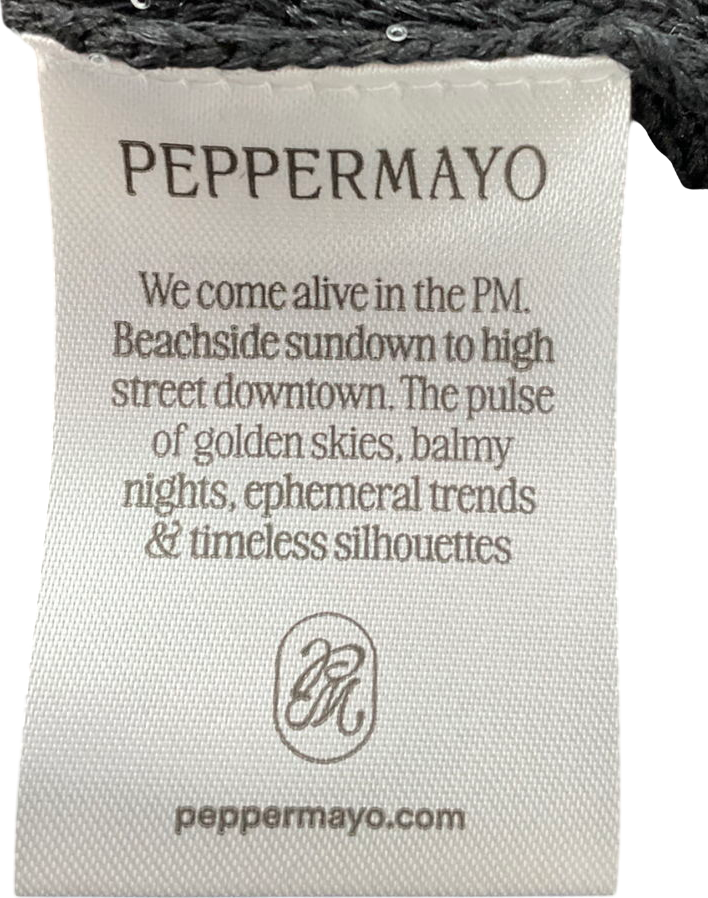 PEPPERMAYO
We come alive in the PM.
Beachside sundown to high
street downtown. The pulse
of golden skies, balmy
nights, ephemeral trends
& timeless silhouettes
PM
peppermayo.com